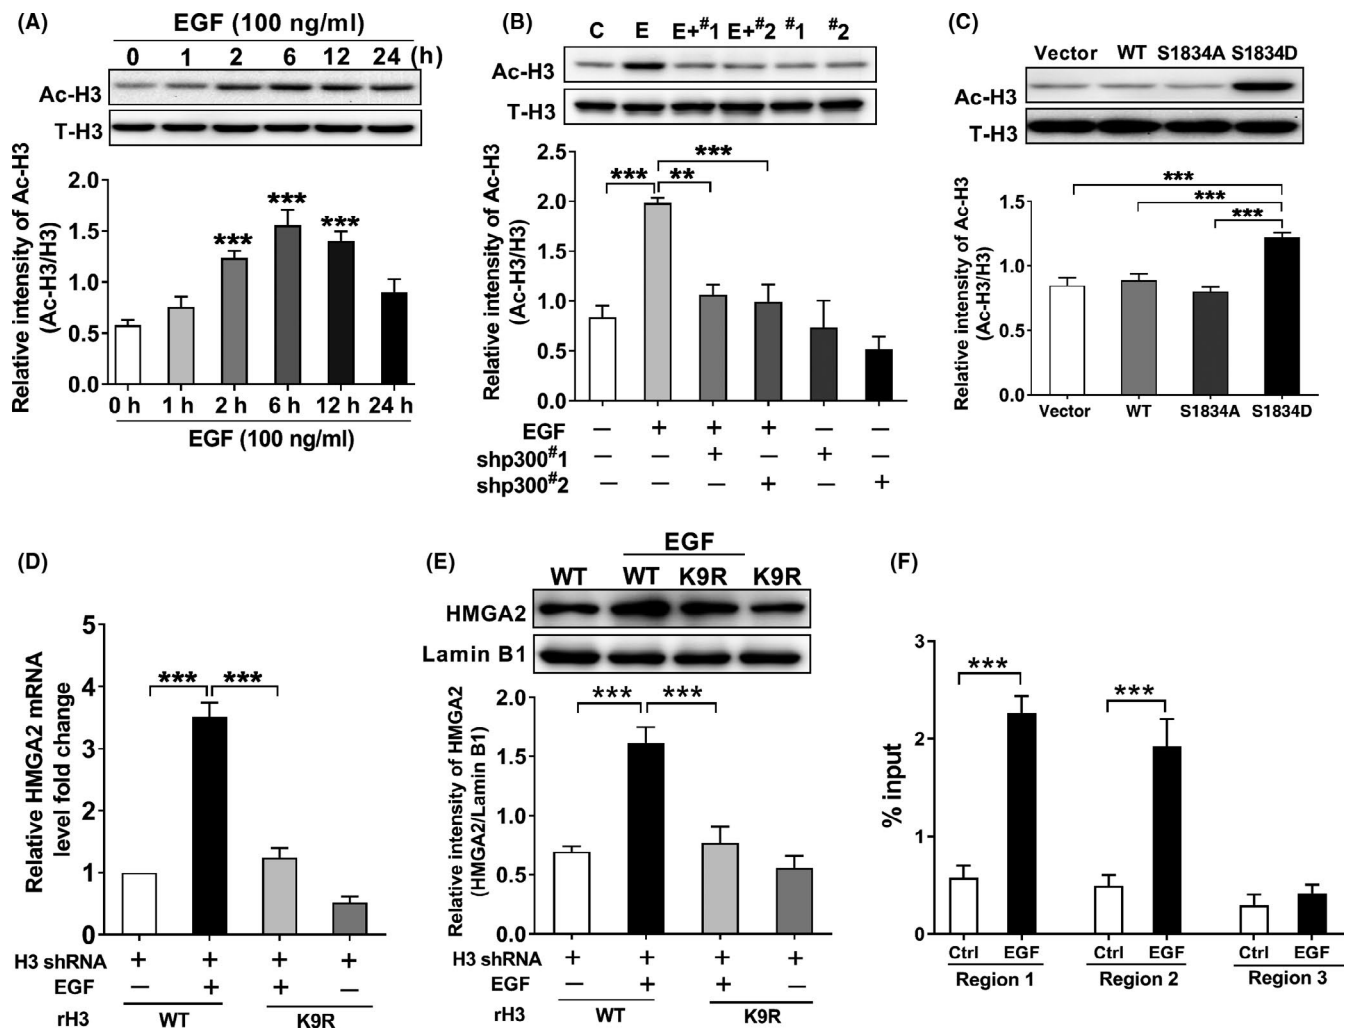 (A)
EGF (100 ng/ml)
0 1 2 6 12 24 (h)
Ac-H3
T-H3
Relative intensity of Ac-H3
(Ac-H3/H3)
2.0
1.5
1.0
0.5
0.0
*** *** ***
0 h 1 h 2 h 6 h 12 h 24 h
EGF (100 ng/ml)
(B)
C E E+#1 E+#2 #1 #2
Ac-H3
T-H3
Relative intensity of Ac-H3
(Ac-H3/H3)
2.5
2.0
1.5
1.0
0.5
0.0
*** ** ***
EGF — + + + — —
shp300#1 — — + — + —
shp300#2 — — — + — +
(C)
Vector WT S1834A S1834D
Ac-H3
T-H3
Relative intensity of Ac-H3
(Ac-H3/H3)
1.5
1.0
0.5
0.0
***
***
***
Vector WT S1834A S1834D
(D)
Relative HMGA2 mRNA
level fold change
5
4
3
2
1
0
*** ***
H3 shRNA + + + +
EGF — + + —
rH3 WT K9R
(E)
EGF
WT WT K9R K9R
HMGA2
Lamin B1
Relative intensity of HMGA2
(HMGA2/Lamin B1)
2.0
1.5
1.0
0.5
0.0
*** ***
H3 shRNA + + + +
EGF — + + —
rH3 WT K9R
(F)
% input
3
2
1
0
*** ***
Ctrl EGF Ctrl EGF Ctrl EGF
Region 1 Region 2 Region 3